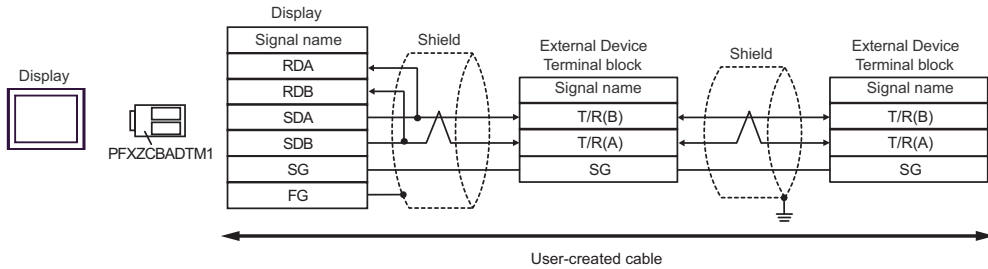 Display
PFXZCBADTM1
Display
Signal name
RDA
RDB
SDA
SDB
SG
FG
Shield
External Device
Terminal block
Signal name
T/R(B)
T/R(A)
SG
Shield
External Device
Terminal block
Signal name
T/R(B)
T/R(A)
SG
User-created cable